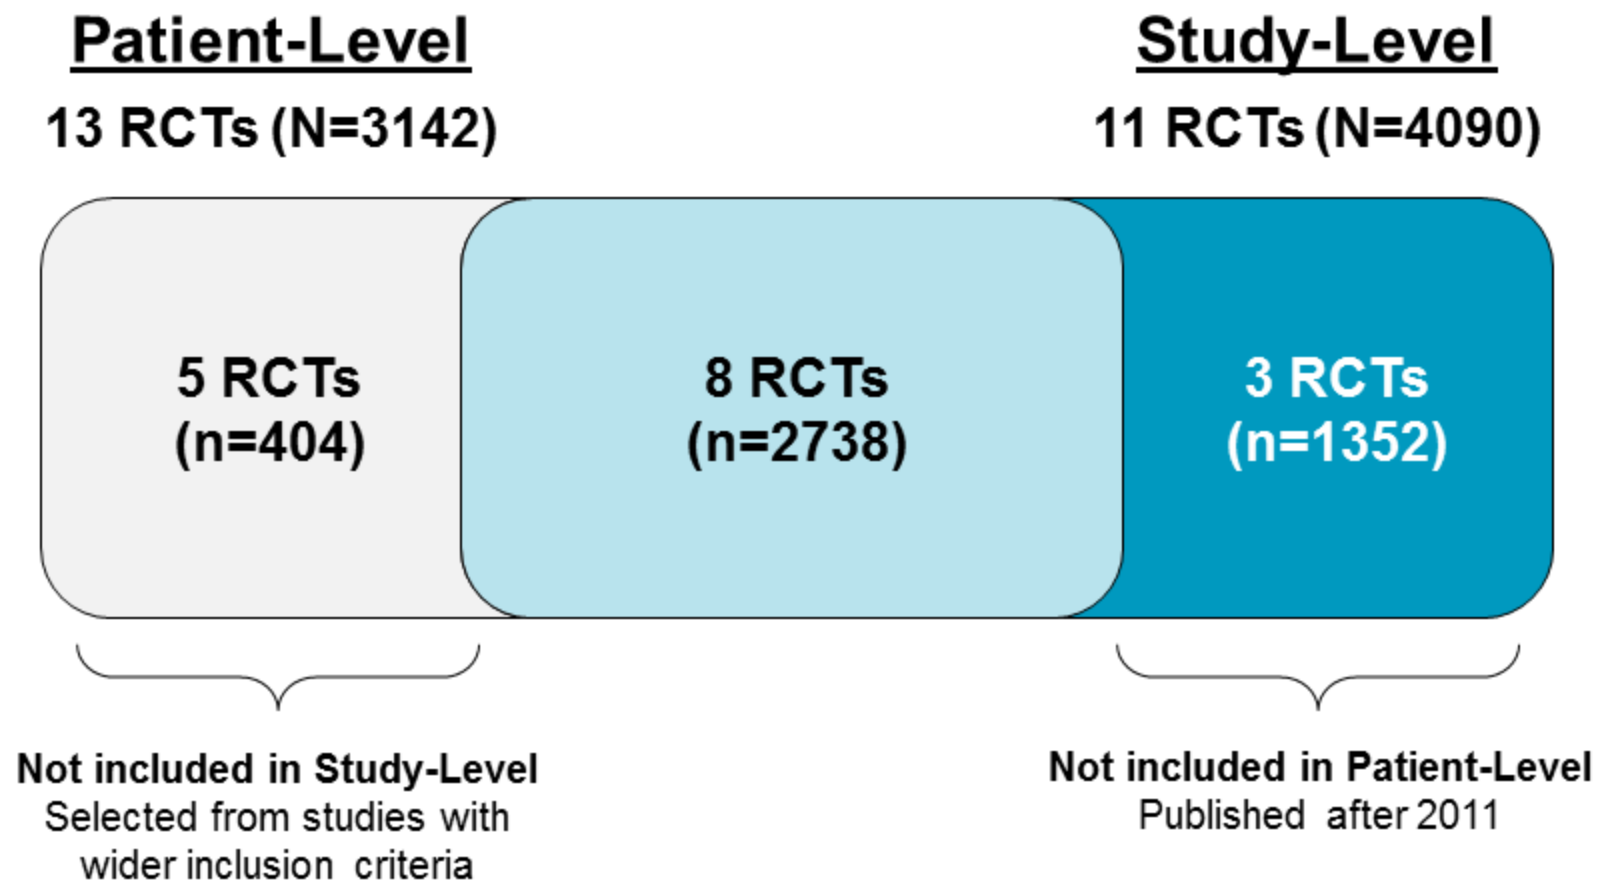 Patient-Level
13 RCTs (N=3142)
Study-Level
11 RCTs (N=4090)
5 RCTs
(n=404)
8 RCTs
(n=2738)
3 RCTs
(n=1352)
Not included in Study-Level
Selected from studies with
wider inclusion criteria
Not included in Patient-Level
Published after 2011